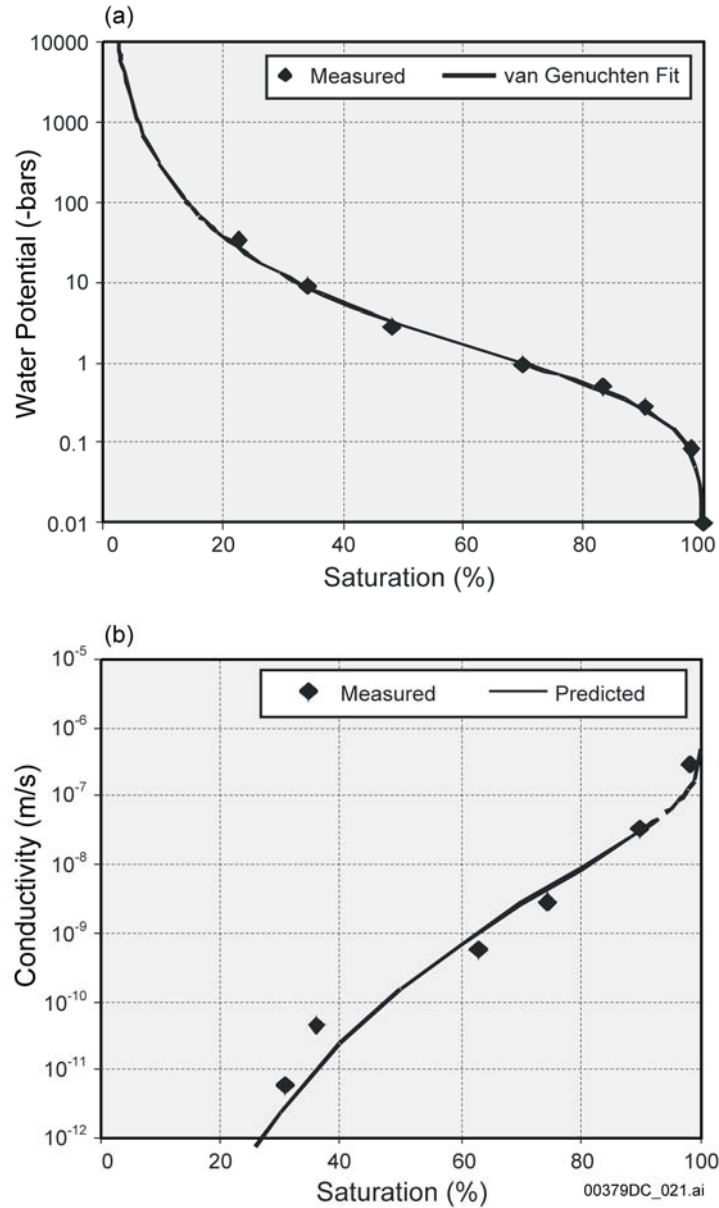 (a)
Measured van Genuchten Fit
Water Potential (-bars)
10000
1000
100
10
1
0.1
0.01
0 20 40 60 80 100
Saturation (%)
(b)
Measured Predicted
Conductivity (m/s)
10⁻⁵
10⁻⁶
10⁻⁷
10⁻⁸
10⁻⁹
10⁻¹⁰
10⁻¹¹
10⁻¹²
0 20 40 60 80 100
Saturation (%)
00379DC_021.ai